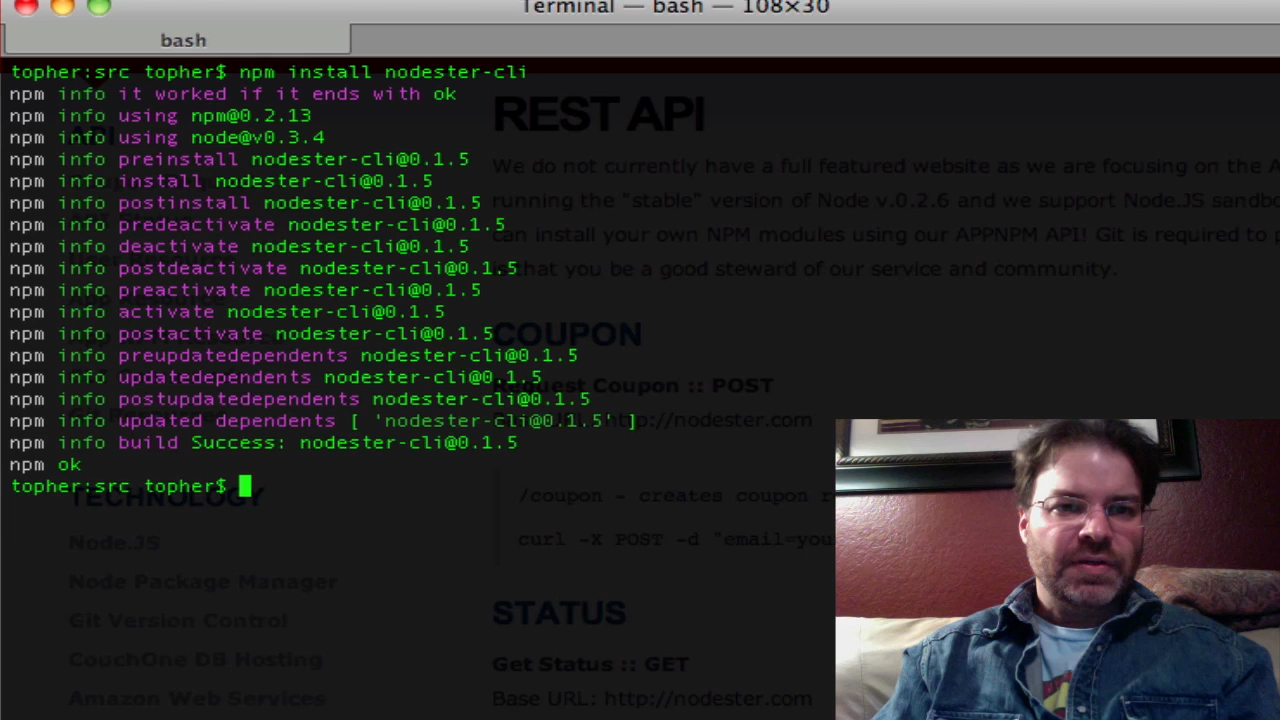 Terminal — bash — 108×30
bash
topher:src topher$ npm install nodester-cli
npm info it worked if it ends with ok
npm info using npm@0.2.13
npm info using node@v0.3.4
npm info preinstall nodester-cli@0.1.5
npm info install nodester-cli@0.1.5
npm info postinstall nodester-cli@0.1.5
npm info predeactivate nodester-cli@0.1.5
npm info deactivate nodester-cli@0.1.5
npm info postdeactivate nodester-cli@0.1.5
npm info preactivate nodester-cli@0.1.5
npm info activate nodester-cli@0.1.5
npm info postactivate nodester-cli@0.1.5
npm info preupdatedependents nodester-cli@0.1.5
npm info updatedependents nodester-cli@0.1.5
npm info postupdatedependents nodester-cli@0.1.5
npm info updated dependents [ 'nodester-cli@0.1.5' ]
npm info build Success: nodester-cli@0.1.5
npm ok
topher:src topher$
API
TECHNOLOGY
Node.JS
Node Package Manager
Git Version Control
CouchOne DB Hosting
Amazon Web Services
REST API
We do not currently have a full featured website as we are focusing on the
running the "stable" version of Node v.0.2.6 and we support Node.JS
can install your own NPM modules using our APPNPM API! Git is required to
is that you be a good steward of our service and community.
COUPON
Request Coupon :: POST
Base URL: http://nodester.com
/coupon - creates coupon
curl -X POST -d "email=you
STATUS
Get Status :: GET
Base URL: http://nodester.com